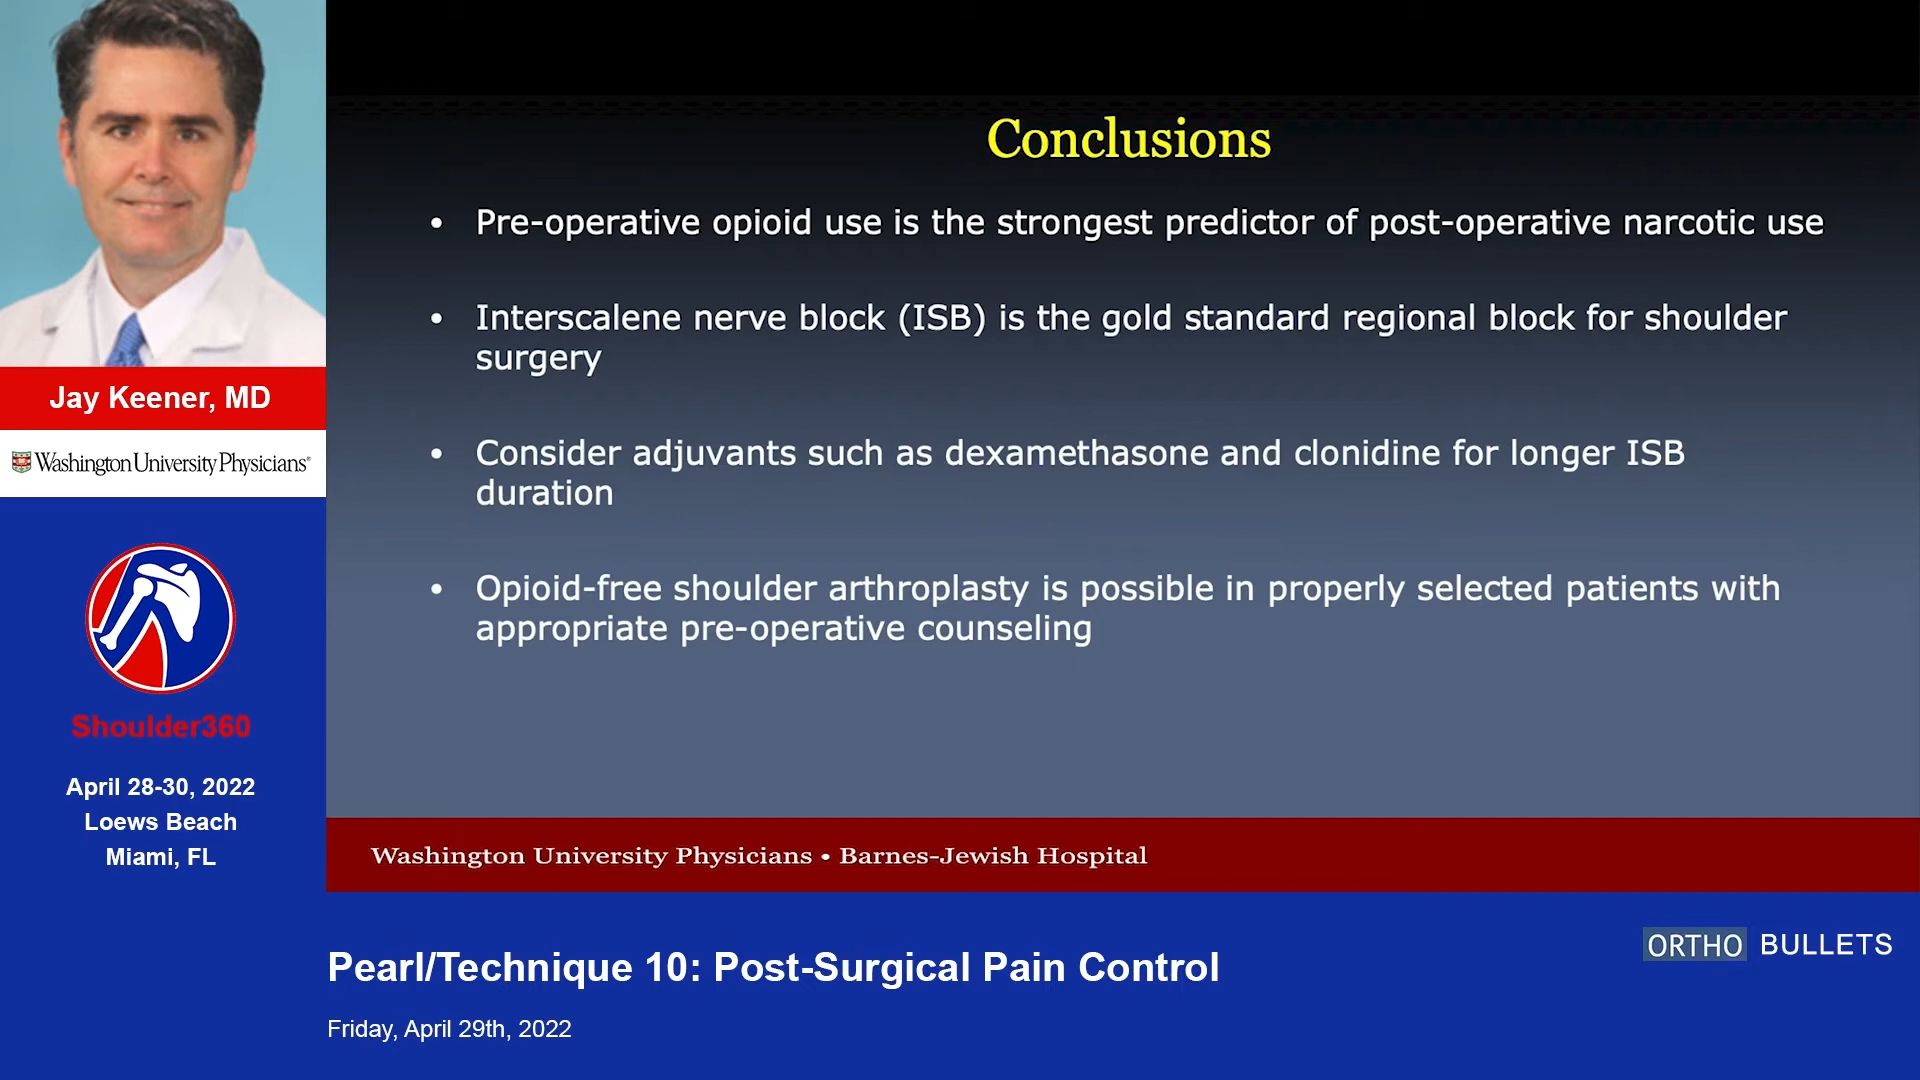 Jay Keener, MD
Washington University Physicians®
Shoulder360
April 28-30, 2022
Loews Beach
Miami, FL
Conclusions
• Pre-operative opioid use is the strongest predictor of post-operative narcotic use
• Interscalene nerve block (ISB) is the gold standard regional block for shoulder
surgery
• Consider adjuvants such as dexamethasone and clonidine for longer ISB
duration
• Opioid-free shoulder arthroplasty is possible in properly selected patients with
appropriate pre-operative counseling
Washington University Physicians • Barnes-Jewish Hospital
Pearl/Technique 10: Post-Surgical Pain Control
Friday, April 29th, 2022
ORTHO BULLETS